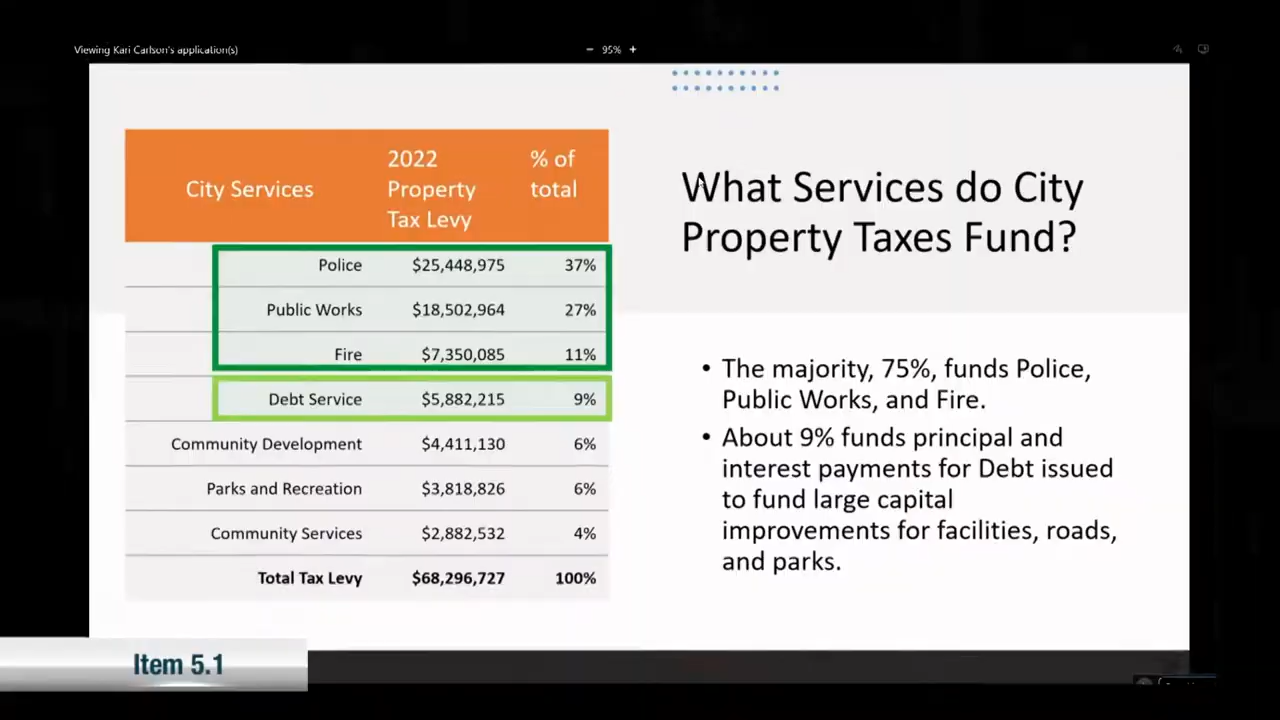 Viewing Kari Carlson's application(s)
− 95% +
City Services 2022 Property Tax Levy % of total
Police $25,448,975 37%
Public Works $18,502,964 27%
Fire $7,350,085 11%
Debt Service $5,882,215 9%
Community Development $4,411,130 6%
Parks and Recreation $3,818,826 6%
Community Services $2,882,532 4%
Total Tax Levy $68,296,727 100%
What Services do City
Property Taxes Fund?
• The majority, 75%, funds Police,
Public Works, and Fire.
• About 9% funds principal and
interest payments for Debt issued
to fund large capital
improvements for facilities, roads,
and parks.
Item 5.1